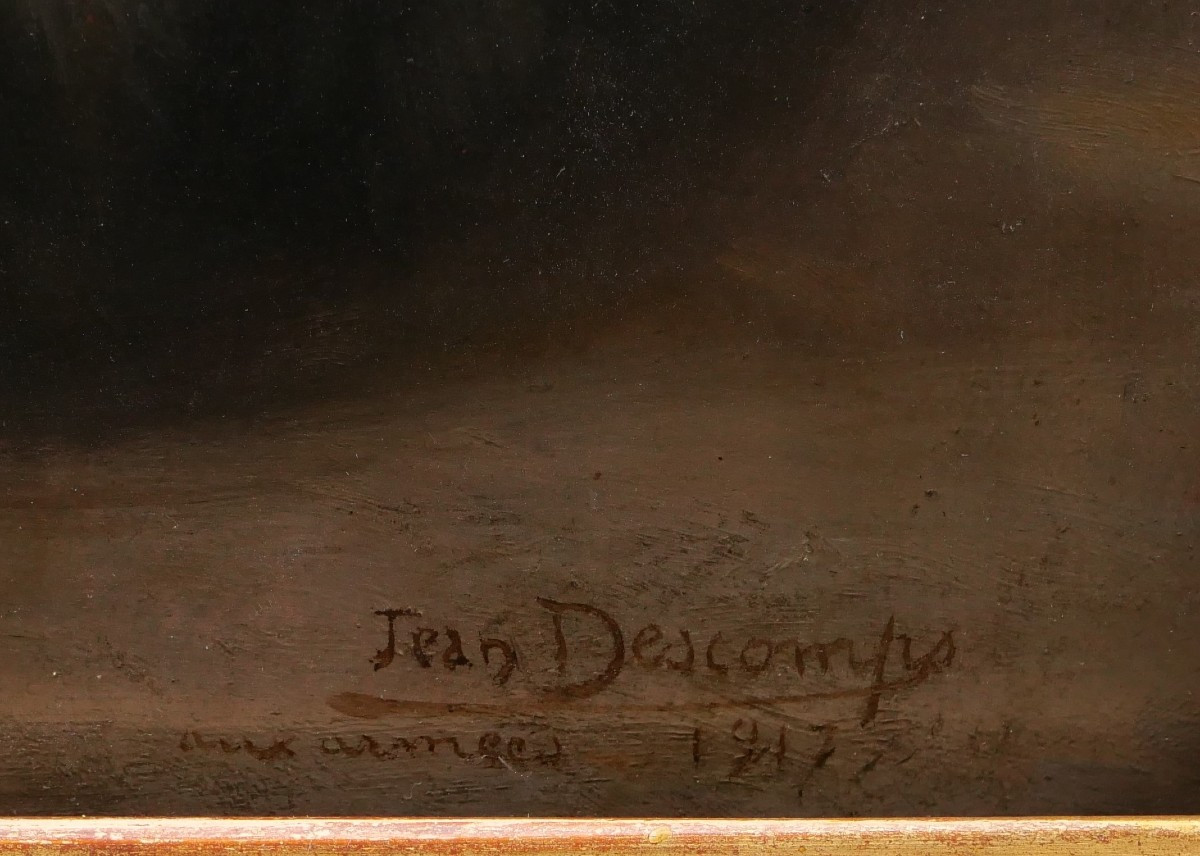 Jean Descomps
aux armées 1917